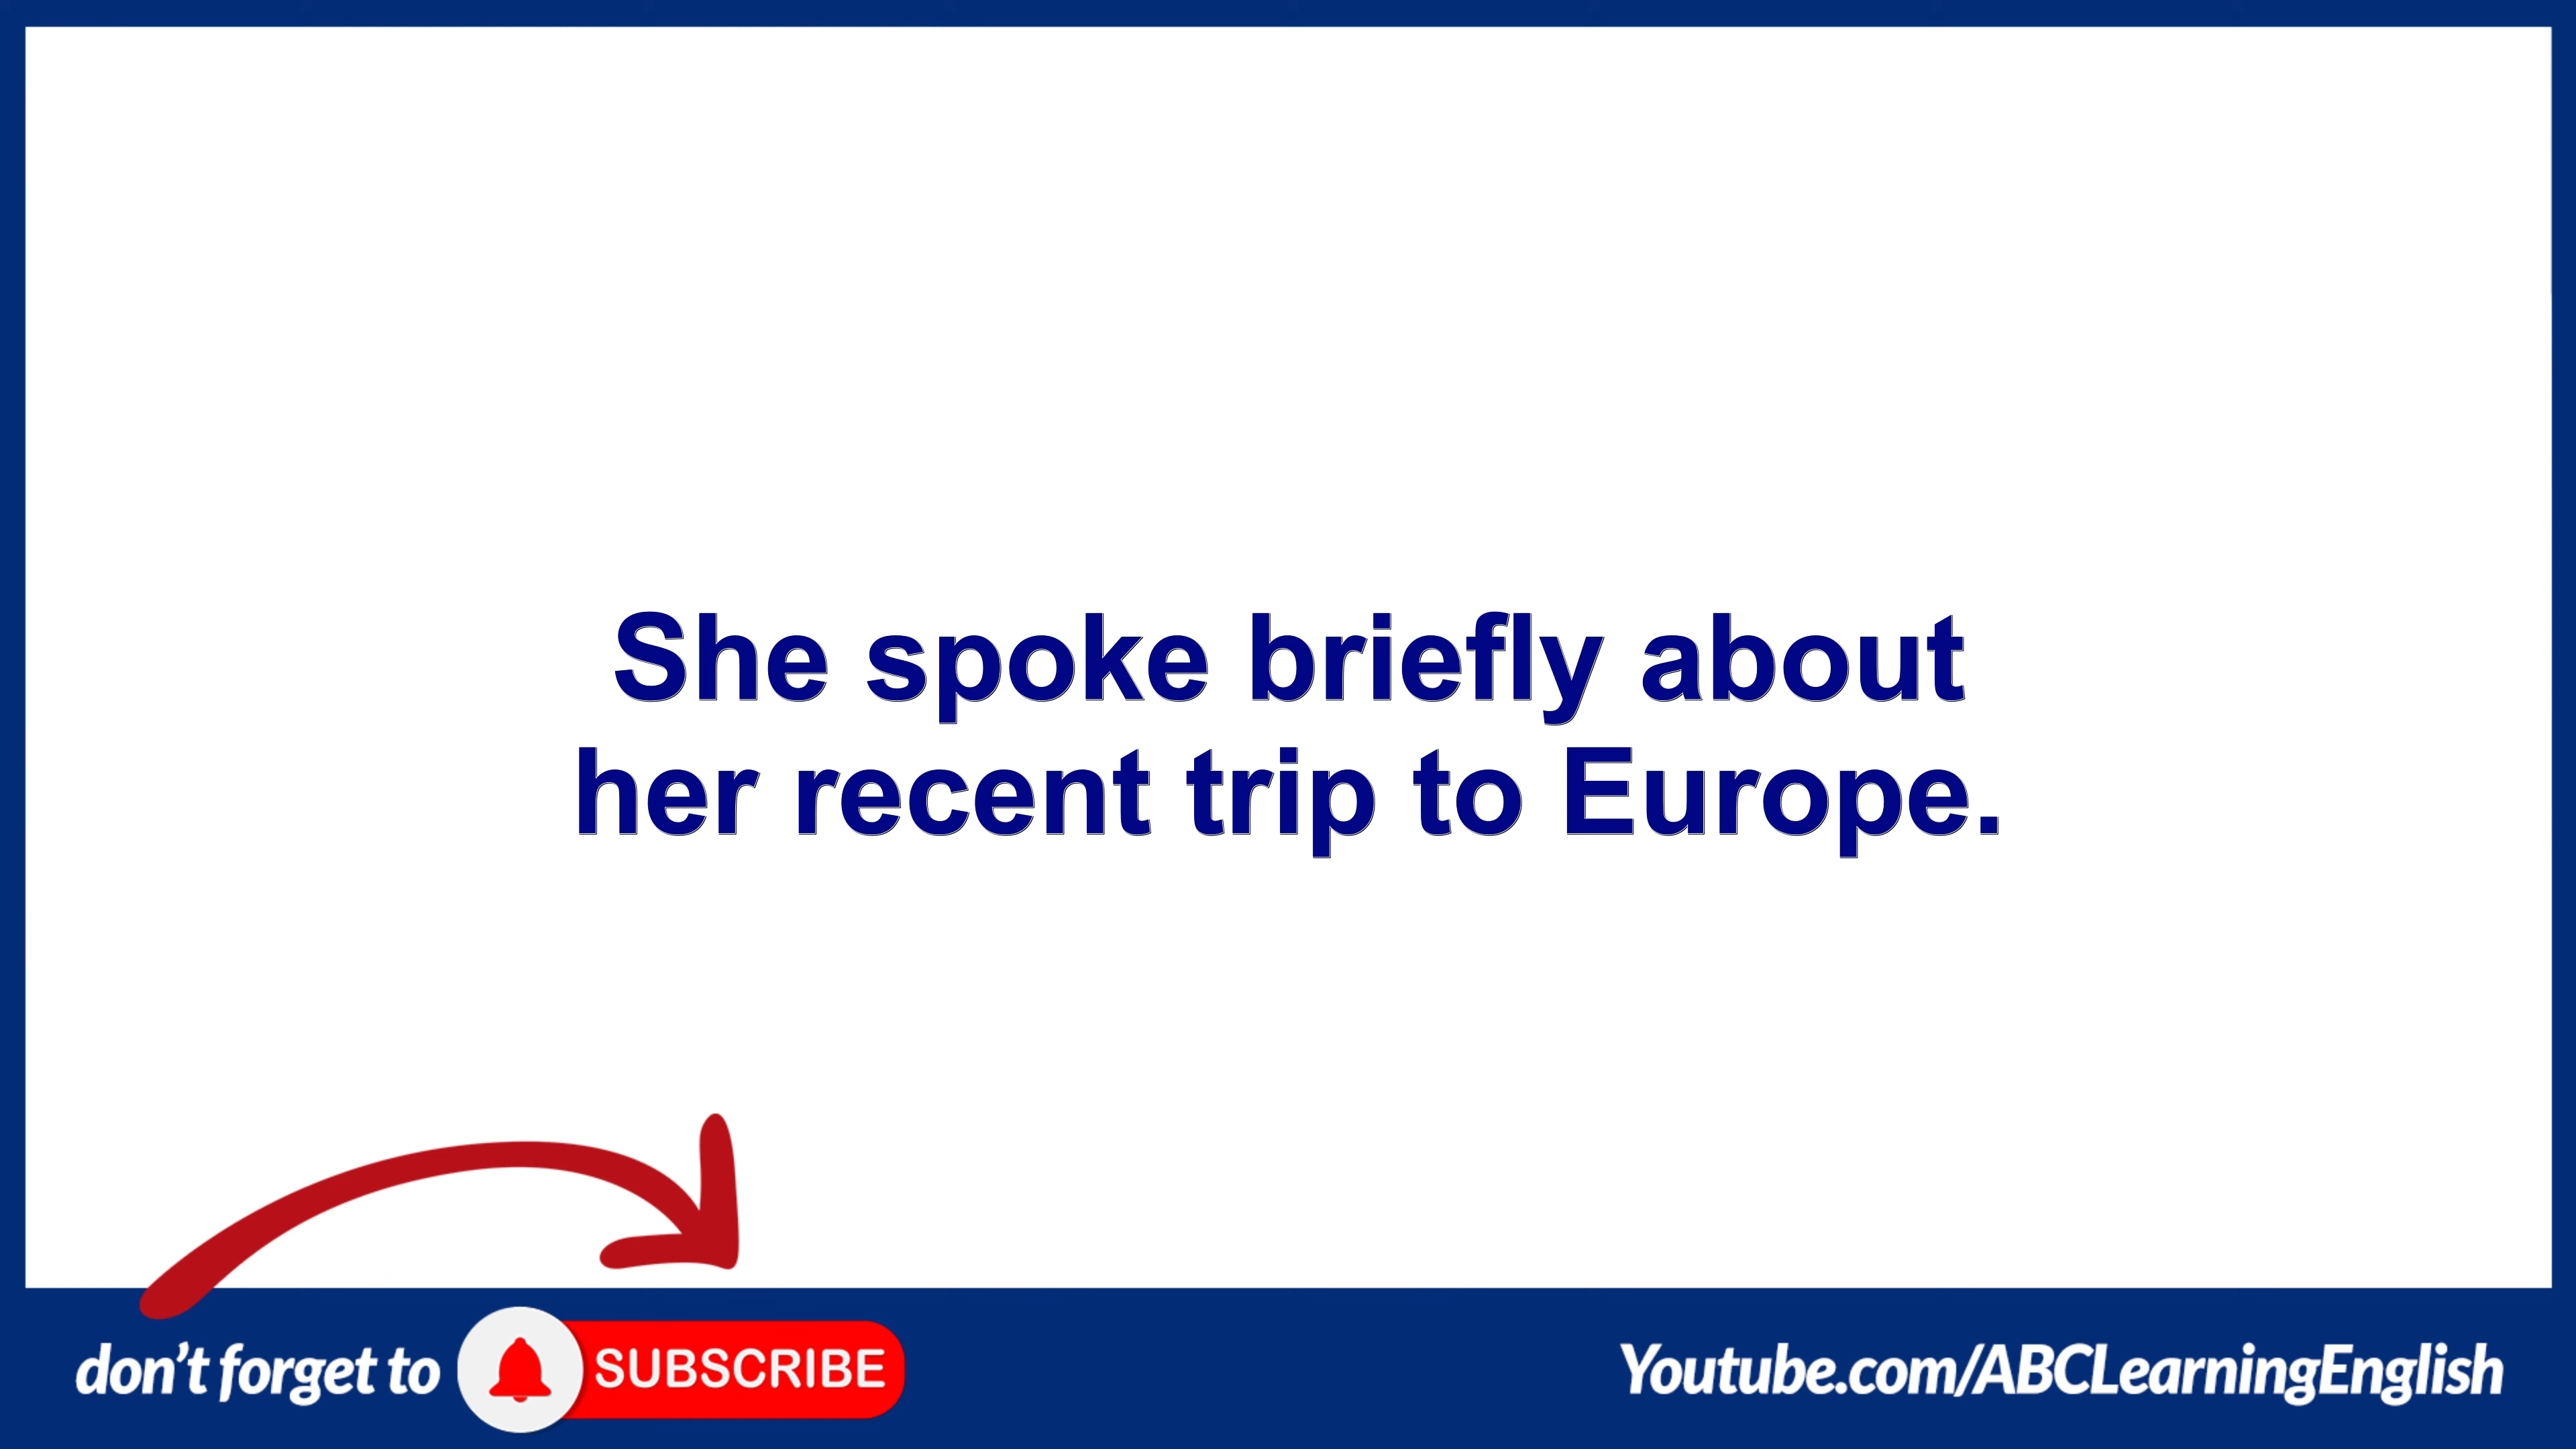 She spoke briefly about
her recent trip to Europe.
don't forget to SUBSCRIBE
Youtube.com/ABCLearningEnglish